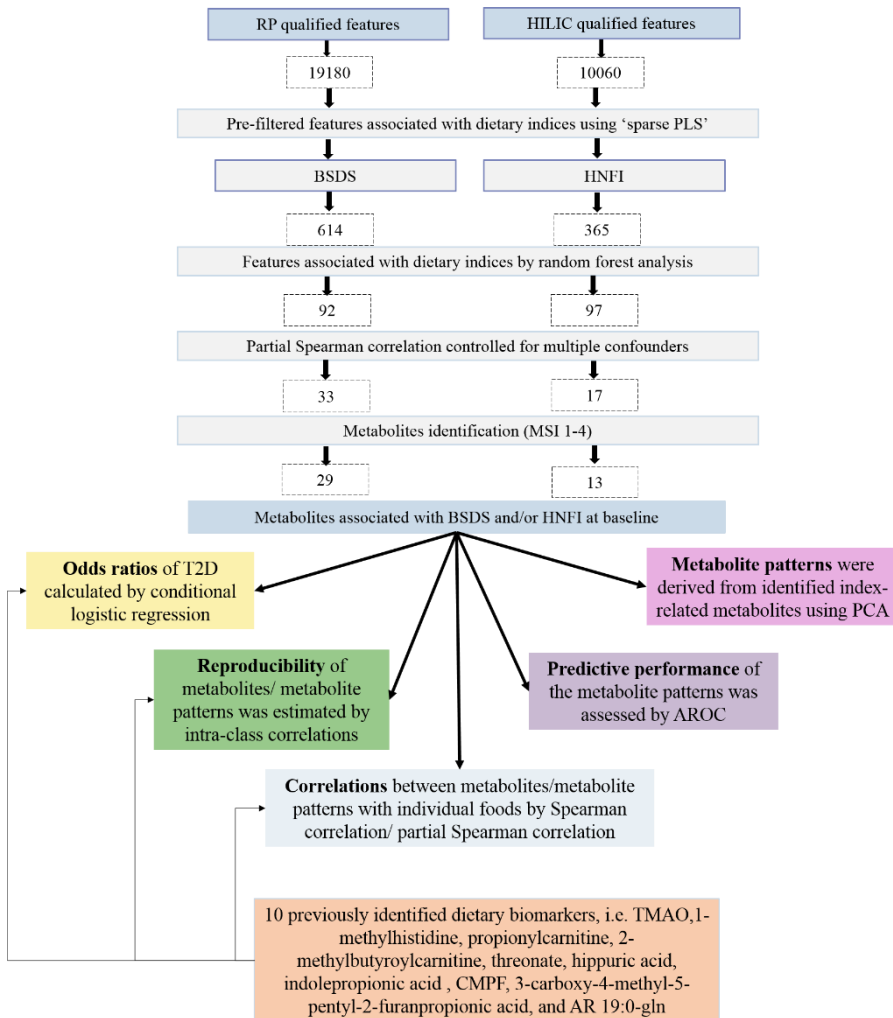 RP qualified features
HILIC qualified features
19180
10060
Pre-filtered features associated with dietary indices using ‘sparse PLS’
BSDS
HNFI
614
365
Features associated with dietary indices by random forest analysis
92
97
Partial Spearman correlation controlled for multiple confounders
33
17
Metabolites identification (MSI 1-4)
29
13
Metabolites associated with BSDS and/or HNFI at baseline
Odds ratios of T2D
calculated by conditional
logistic regression
Metabolite patterns were
derived from identified index-
related metabolites using PCA
Reproducibility of
metabolites/ metabolite
patterns was estimated by
intra-class correlations
Predictive performance of
the metabolite patterns was
assessed by AROC
Correlations between metabolites/metabolite
patterns with individual foods by Spearman
correlation/ partial Spearman correlation
10 previously identified dietary biomarkers, i.e. TMAO,1-
methylhistidine, propionylcarnitine, 2-
methylbutyroylcarnitine, threonate, hippuric acid,
indolepropionic acid , CMPF, 3-carboxy-4-methyl-5-
pentyl-2-furanpropionic acid, and AR 19:0-gln